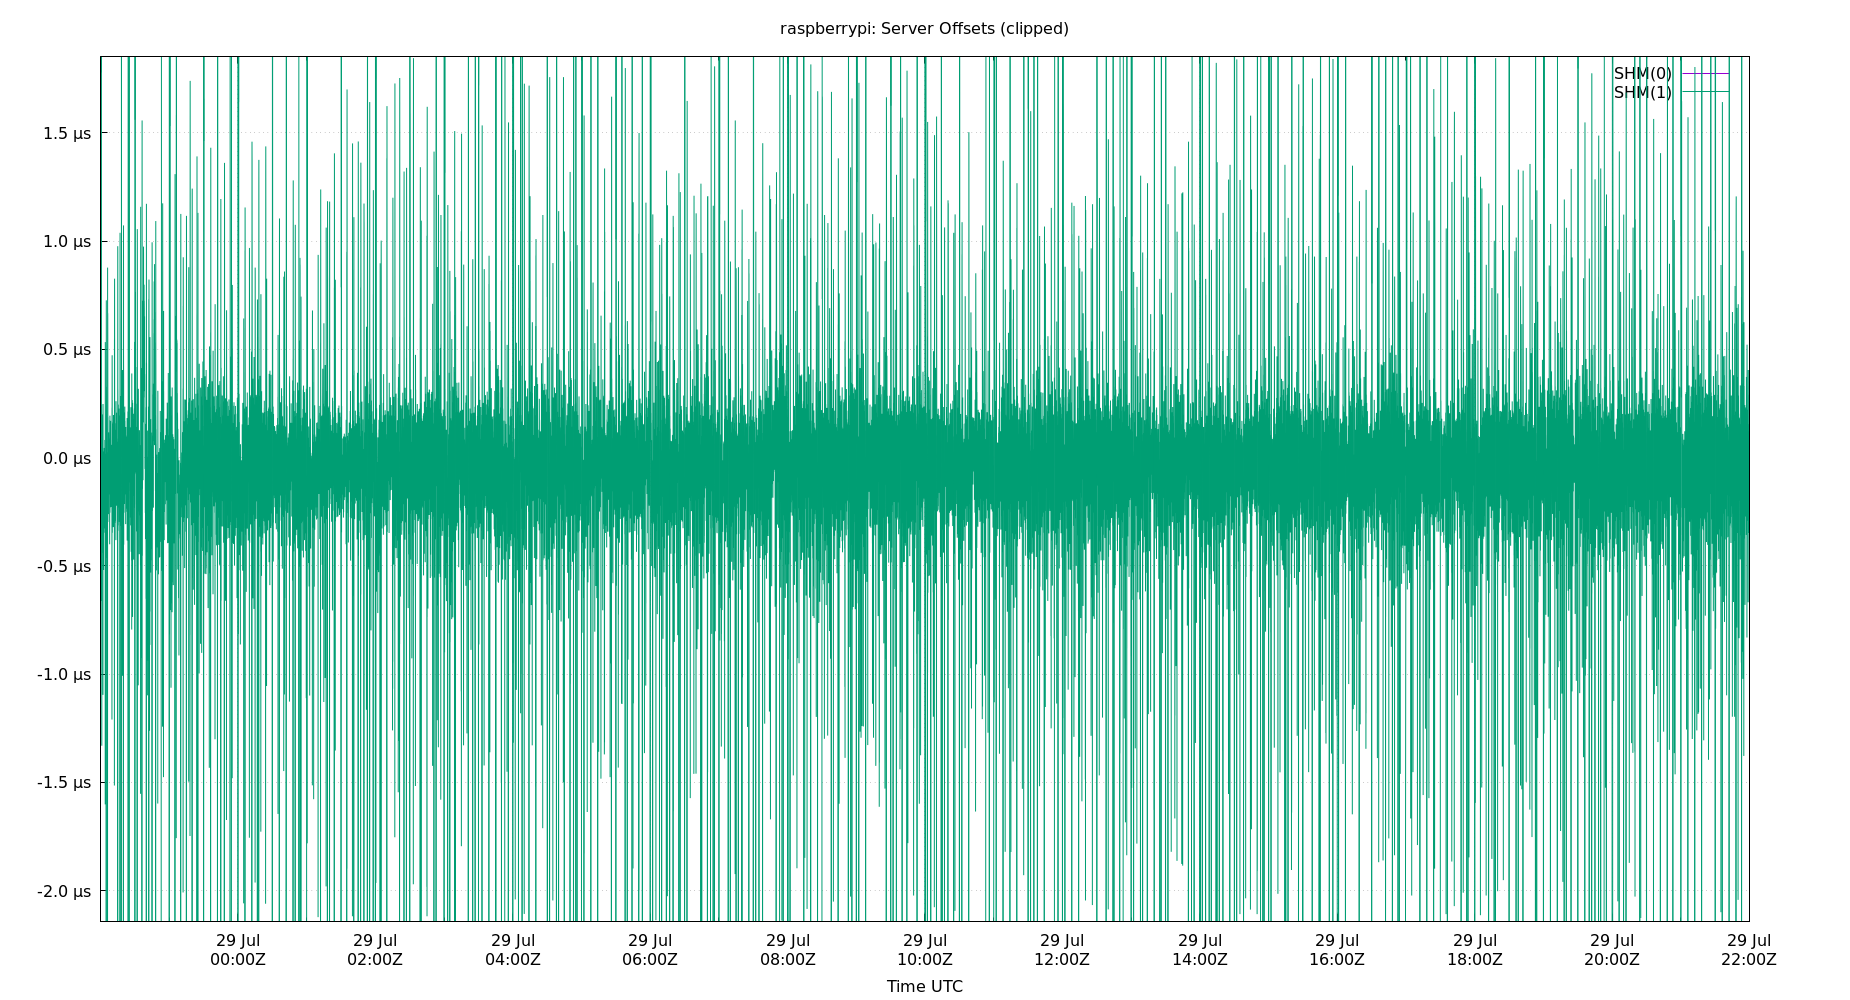 raspberrypi: Server Offsets (clipped)
SHM(0)
SHM(1)
1.5 µs
1.0 µs
0.5 µs
0.0 µs
-0.5 µs
-1.0 µs
-1.5 µs
-2.0 µs
29 Jul 29 Jul 29 Jul 29 Jul 29 Jul 29 Jul 29 Jul 29 Jul 29 Jul 29 Jul 29 Jul 29 Jul
00:00Z 02:00Z 04:00Z 06:00Z 08:00Z 10:00Z 12:00Z 14:00Z 16:00Z 18:00Z 20:00Z 22:00Z
Time UTC